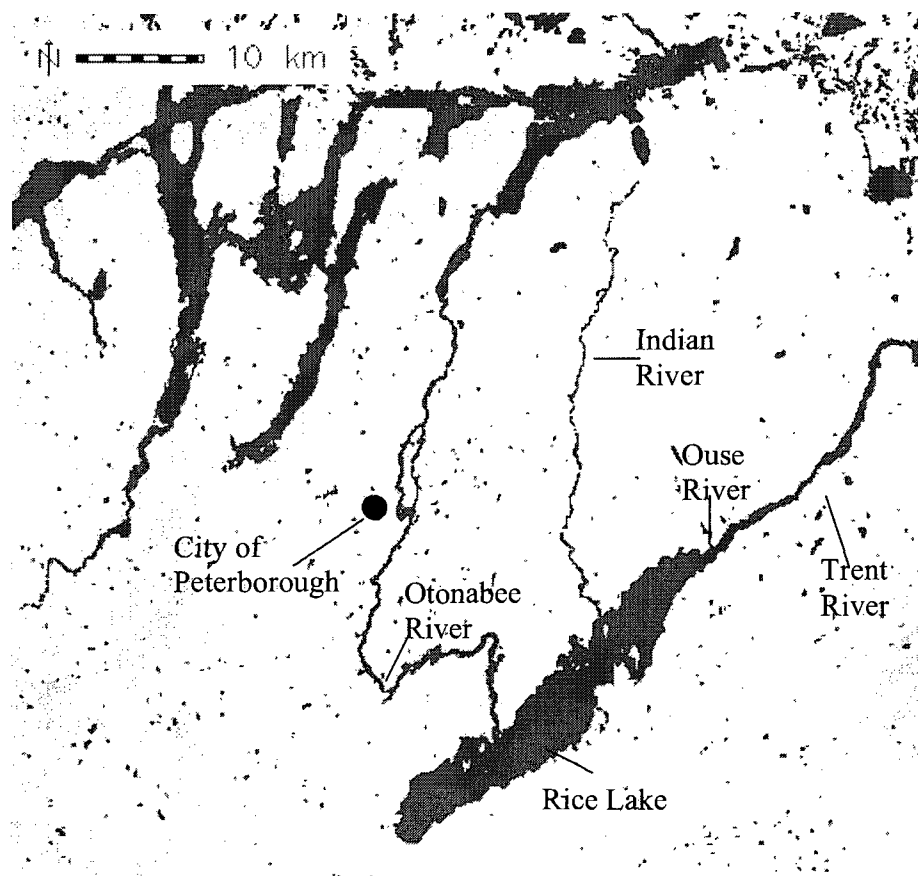 N
10 km
Indian
River
Ouse
River
City of
Peterborough
Trent
River
Otonabee
River
Rice Lake